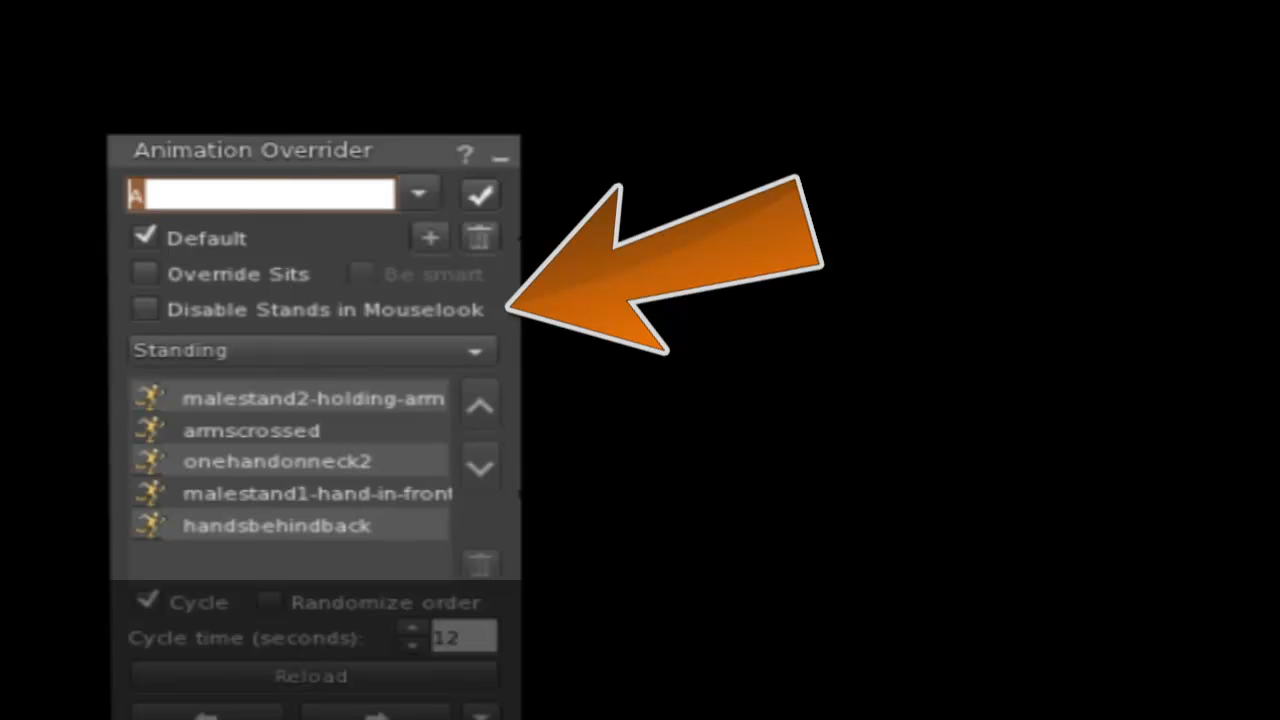 Animation Overrider ?
A
Default +
Override Sits Be smart
Disable Stands in Mouselook
Standing
malestand2-holding-arm
armscrossed
onehandonneck2
malestand1-hand-in-front
handsbehindback
Cycle Randomize order
Cycle time (seconds): 12
Reload